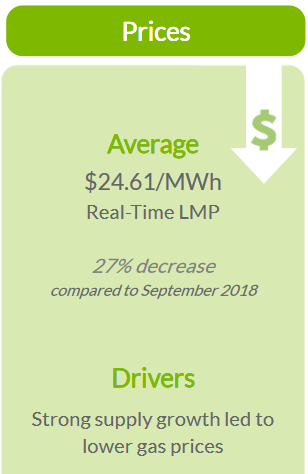 Prices
$
Average
$24.61/MWh
Real-Time LMP
27% decrease
compared to September 2018
Drivers
Strong supply growth led to
lower gas prices